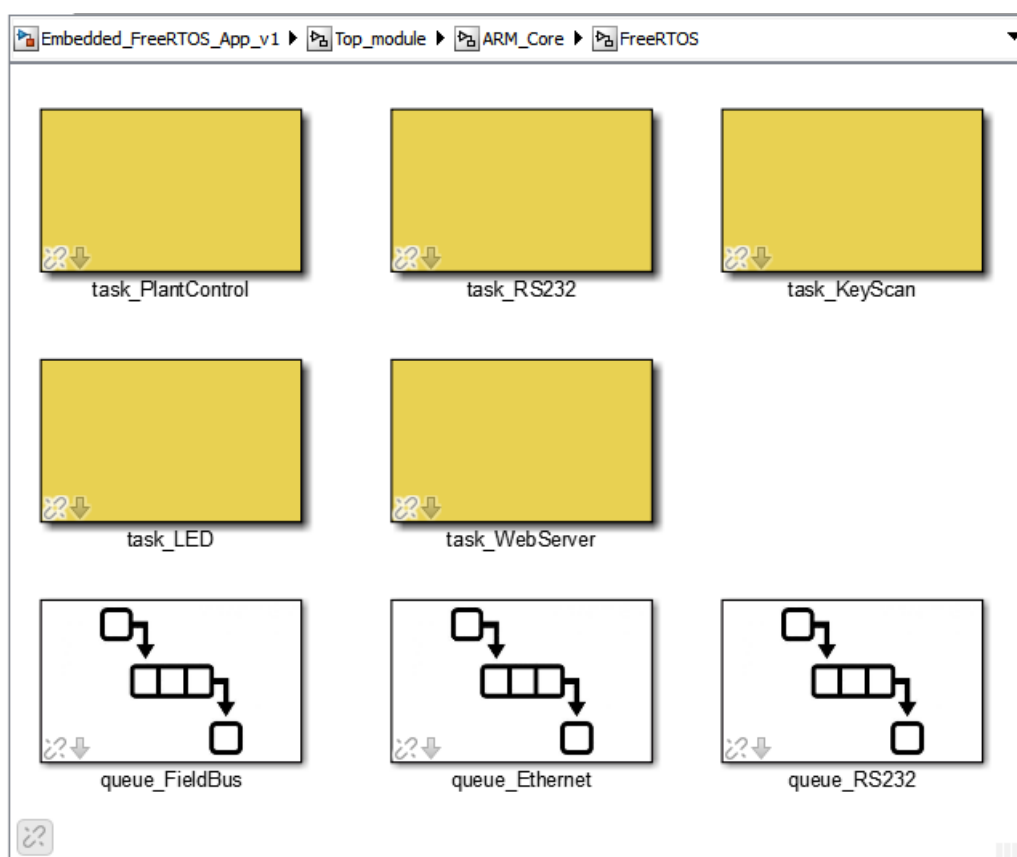 Embedded_FreeRTOS_App_v1 Top_module ARM_Core FreeRTOS
task_PlantControl task_RS232 task_KeyScan
task_LED task_WebServer
queue_FieldBus queue_Ethernet queue_RS232